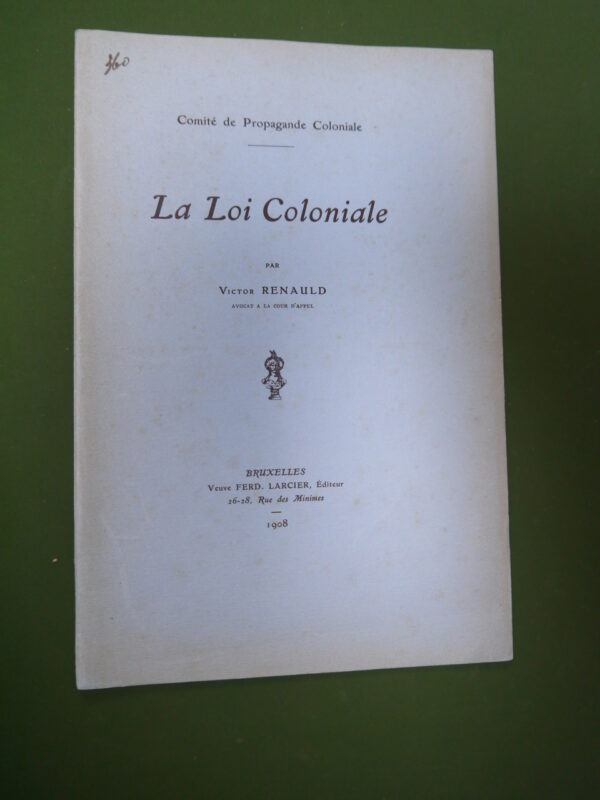 360
Comité de Propagande Coloniale
La Loi Coloniale
PAR
VICTOR RENAULD
AVOCAT A LA COUR D'APPEL
BRUXELLES
Veuve FERD. LARCIER, Éditeur
26-28, Rue des Minimes
1908